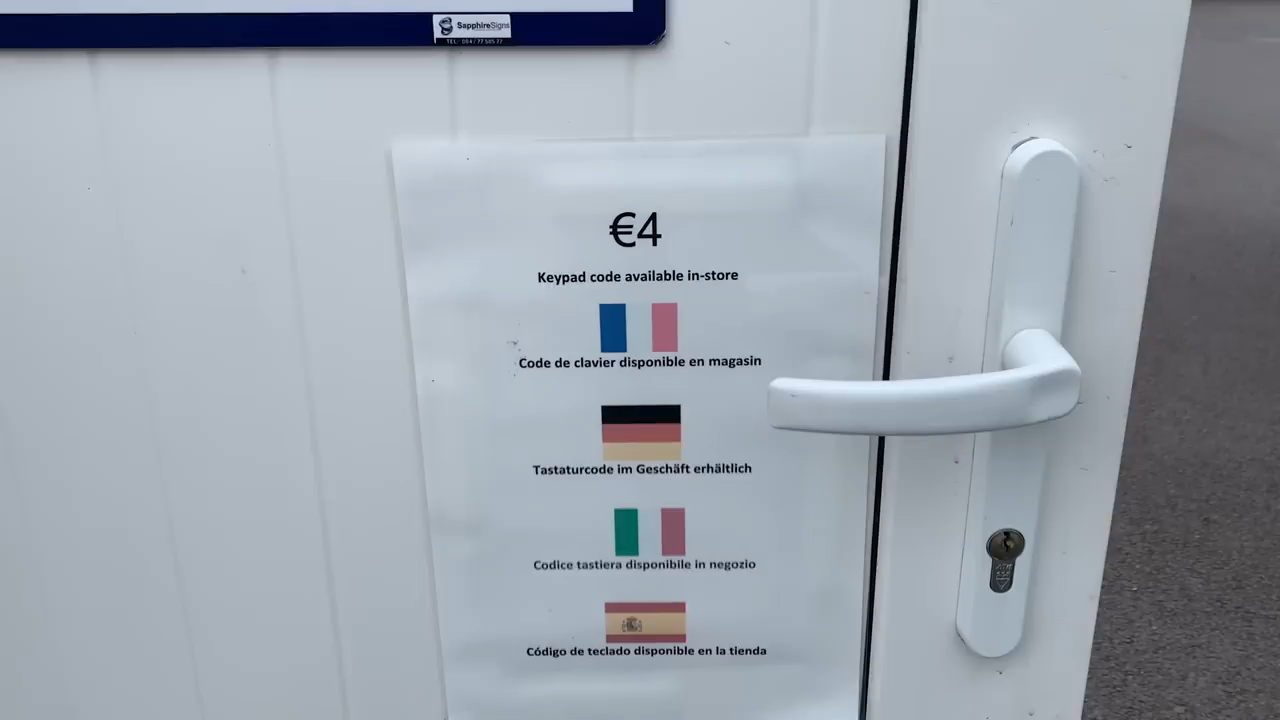 SapphireSigns
€4
Keypad code available in-store
Code de clavier disponible en magasin
Tastaturcode im Geschäft erhältlich
Codice tastiera disponibile in negozio
Código de teclado disponible en la tienda